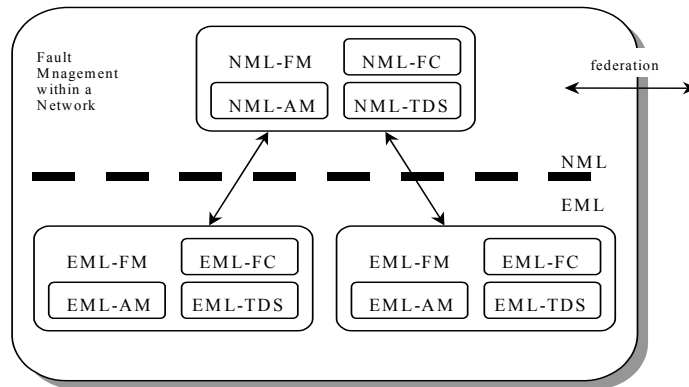 Fault
Mnagement
within a
Network
NML-FM
NML-FC
NML-AM
NML-TDS
federation
NML
EML
EML-FM
EML-FC
EML-AM
EML-TDS
EML-FM
EML-FC
EML-AM
EML-TDS